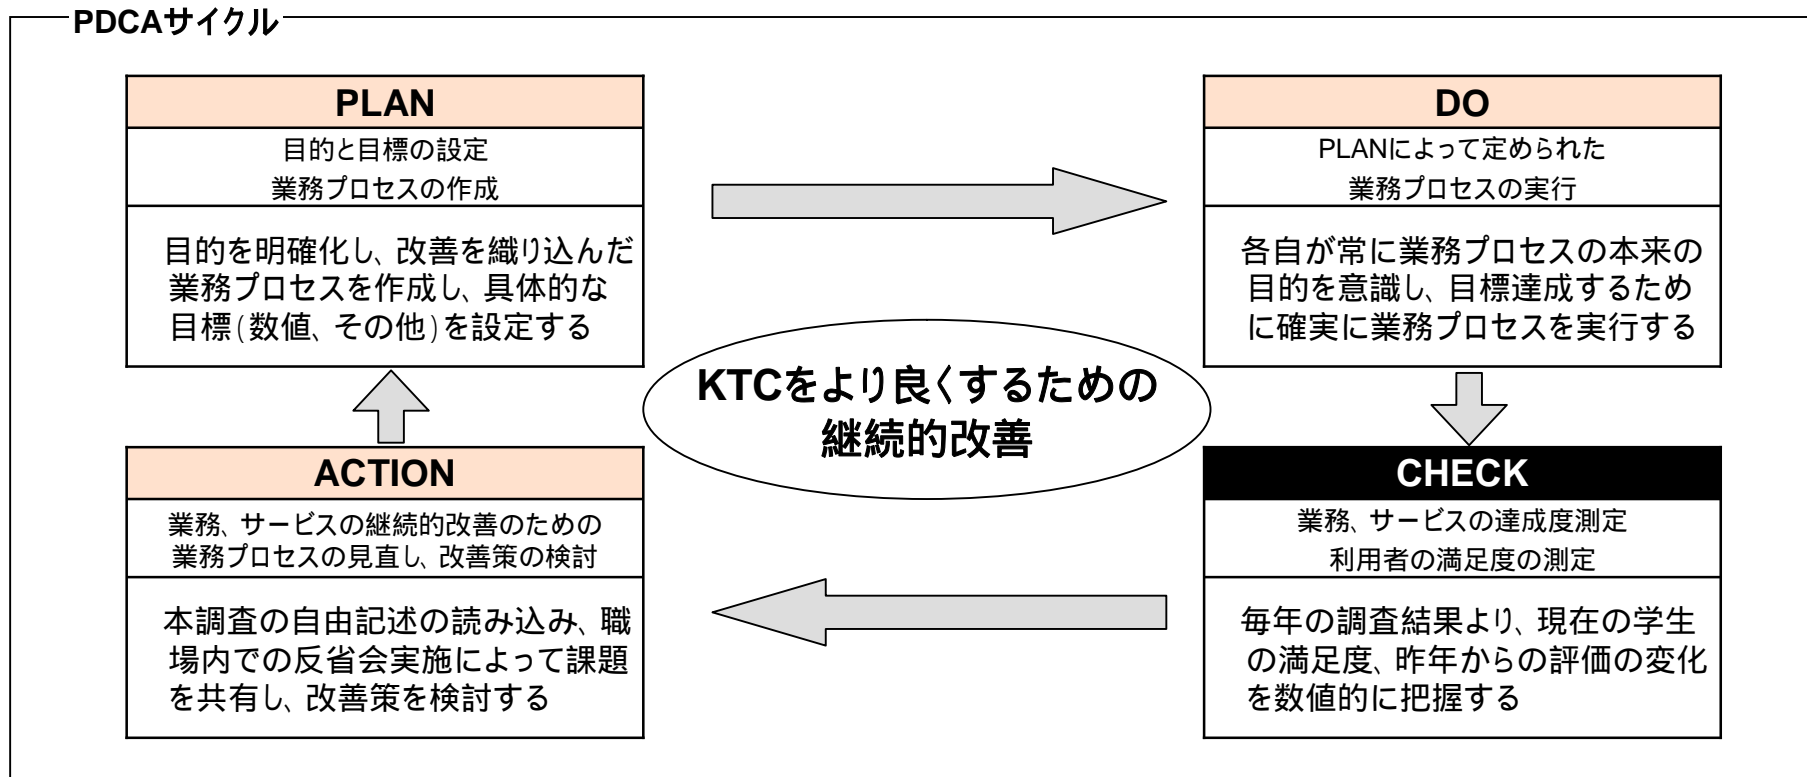 PDCAサイクル
PLAN
目的と目標の設定
業務プロセスの作成
目的を明確化し、改善を織り込んだ
業務プロセスを作成し、具体的な
目標(数値、その他)を設定する
DO
PLANによって定められた
業務プロセスの実行
各自が常に業務プロセスの本来の
目的を意識し、目標達成するため
に確実に業務プロセスを実行する
KTCをより良くするための
継続的改善
ACTION
業務、サービスの継続的改善のための
業務プロセスの見直し、改善策の検討
本調査の自由記述の読み込み、職
場内での反省会実施によって課題
を共有し、改善策を検討する
CHECK
業務、サービスの達成度測定
利用者の満足度の測定
毎年の調査結果より、現在の学生
の満足度、昨年からの評価の変化
を数値的に把握する